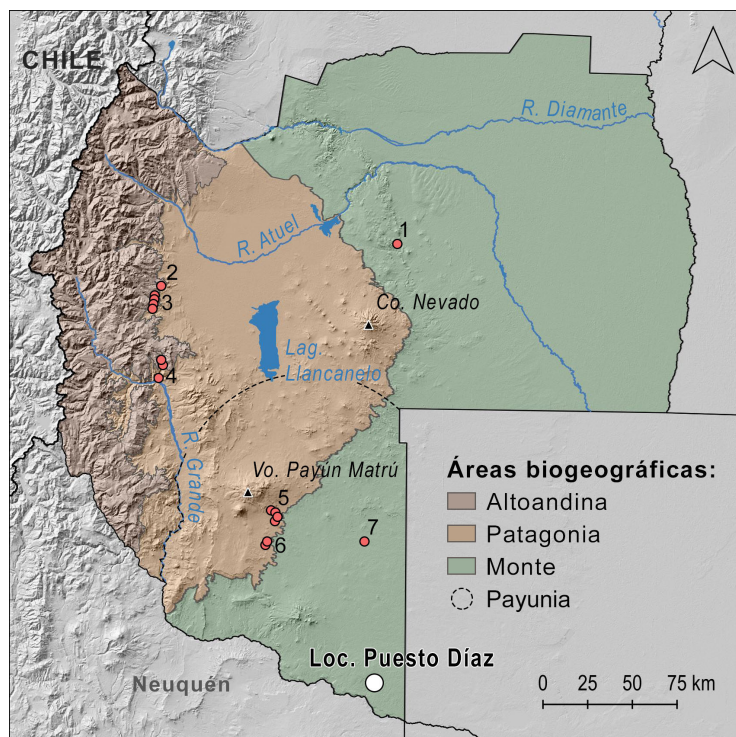 CHILE
R. Diamante
R. Atuel
1
2
3
Co. Nevado
Lag.
Llancanelo
4
R. Grande
Vo. Payún Matrú
5
6
7
Áreas biogeográficas:
Altoandina
Patagonia
Monte
Payunia
Loc. Puesto Díaz
Neuquén
0 25 50 75 km